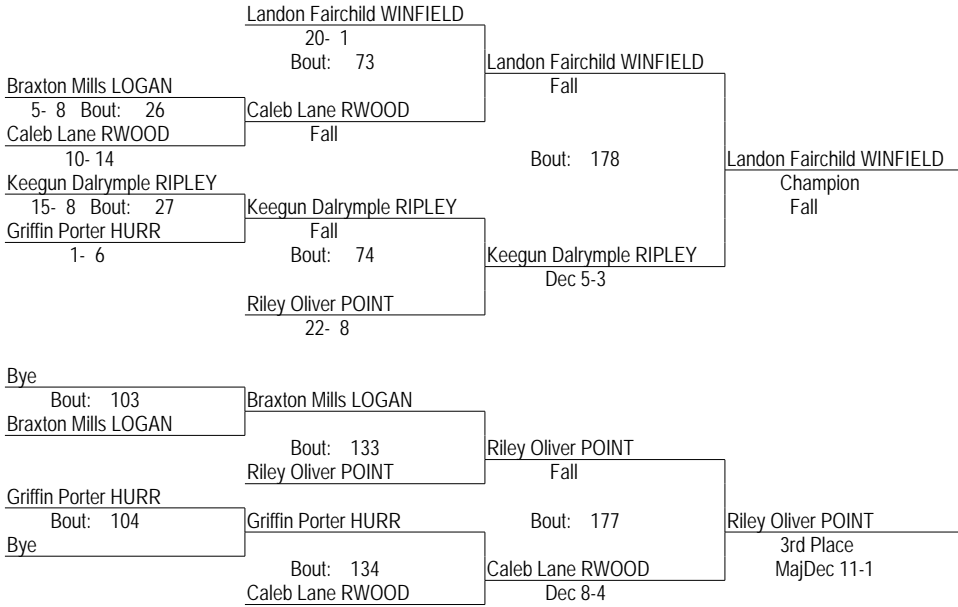 Landon Fairchild WINFIELD
20- 1
Bout: 73
Landon Fairchild WINFIELD
Braxton Mills LOGAN
Fall
5- 8 Bout: 26
Caleb Lane RWOOD
Caleb Lane RWOOD
Fall
10- 14
Bout: 178
Landon Fairchild WINFIELD
Keegun Dalrymple RIPLEY
Champion
15- 8 Bout: 27
Keegun Dalrymple RIPLEY
Fall
Griffin Porter HURR
Fall
1- 6
Bout: 74
Keegun Dalrymple RIPLEY
Dec 5-3
Riley Oliver POINT
22- 8
Bye
Bout: 103
Braxton Mills LOGAN
Braxton Mills LOGAN
Bout: 133
Riley Oliver POINT
Riley Oliver POINT
Fall
Griffin Porter HURR
Bout: 104
Griffin Porter HURR
Bout: 177
Riley Oliver POINT
Bye
3rd Place
Bout: 134
Caleb Lane RWOOD
MajDec 11-1
Caleb Lane RWOOD
Dec 8-4